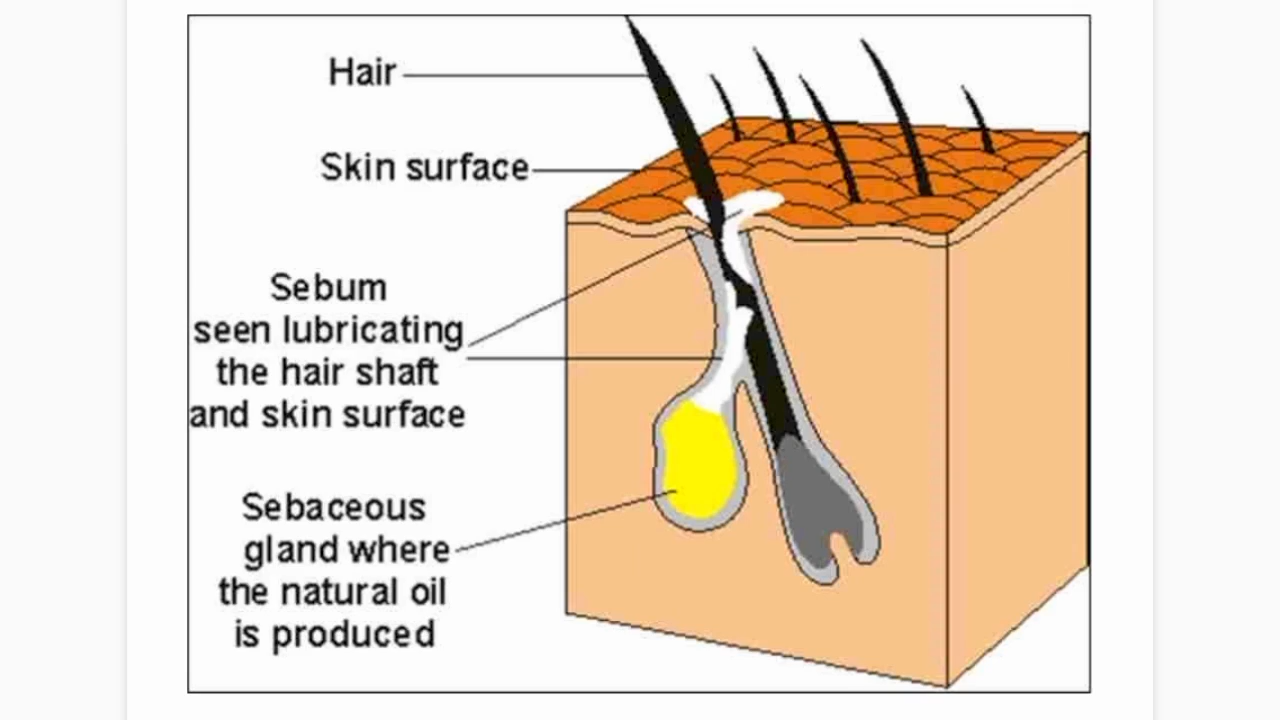 Hair
Skin surface
Sebum
seen lubricating
the hair shaft
and skin surface
Sebaceous
gland where
the natural oil
is produced